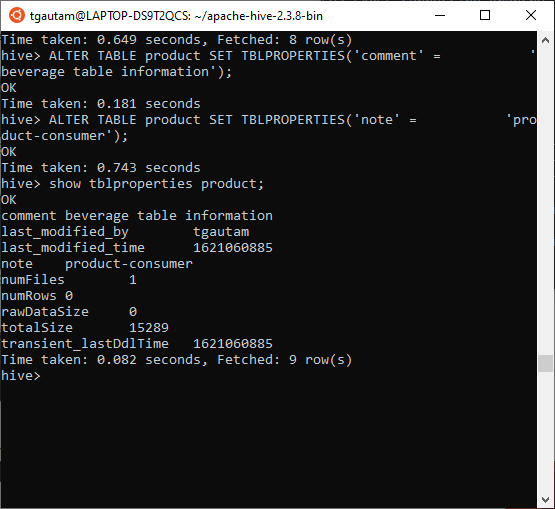 tgautam@LAPTOP-DS9T2QCS: ~/apache-hive-2.3.8-bin
Time taken: 0.649 seconds, Fetched: 8 row(s)
hive> ALTER TABLE product SET TBLPROPERTIES('comment' =           '
beverage table information');
OK
Time taken: 0.181 seconds
hive> ALTER TABLE product SET TBLPROPERTIES('note' =           'pro
duct-consumer');
OK
Time taken: 0.743 seconds
hive> show tblproperties product;
OK
comment beverage table information
last_modified_by        tgautam
last_modified_time      1621060885
note    product-consumer
numFiles        1
numRows 0
rawDataSize     0
totalSize       15289
transient_lastDdlTime   1621060885
Time taken: 0.082 seconds, Fetched: 9 row(s)
hive>